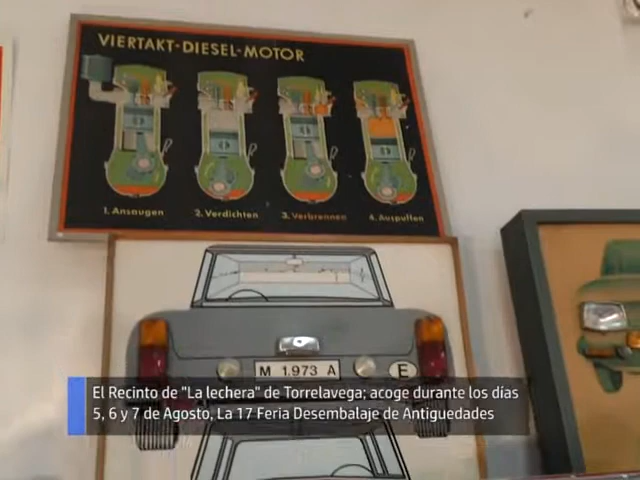 VIERTAKT-DIESEL-MOTOR
1. Ansaugen 2. Verdichten 3. Verbrennen 4. Auspuffen
M 1.973 A
E
El Recinto de "La lechera" de Torrelavega; acoge durante los días
5, 6 y 7 de Agosto, La 17 Feria Desembalaje de Antiguedades